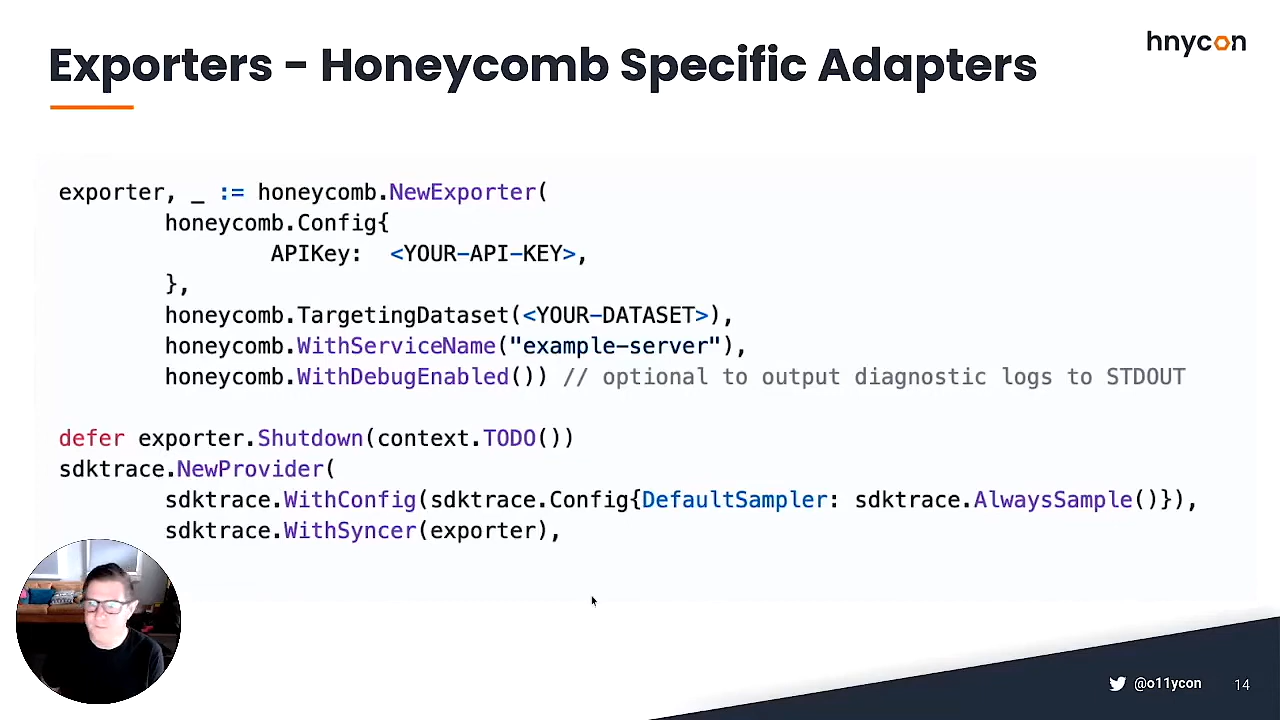 hnycon
Exporters - Honeycomb Specific Adapters
exporter, _ := honeycomb.NewExporter(
honeycomb.Config{
APIKey: <YOUR-API-KEY>,
},
honeycomb.TargetingDataset(<YOUR-DATASET>),
honeycomb.WithServiceName("example-server"),
honeycomb.WithDebugEnabled()) // optional to output diagnostic logs to STDOUT
defer exporter.Shutdown(context.TODO())
sdktrace.NewProvider(
sdktrace.WithConfig(sdktrace.Config{DefaultSampler: sdktrace.AlwaysSample()}),
sdktrace.WithSyncer(exporter),
@o11ycon
14